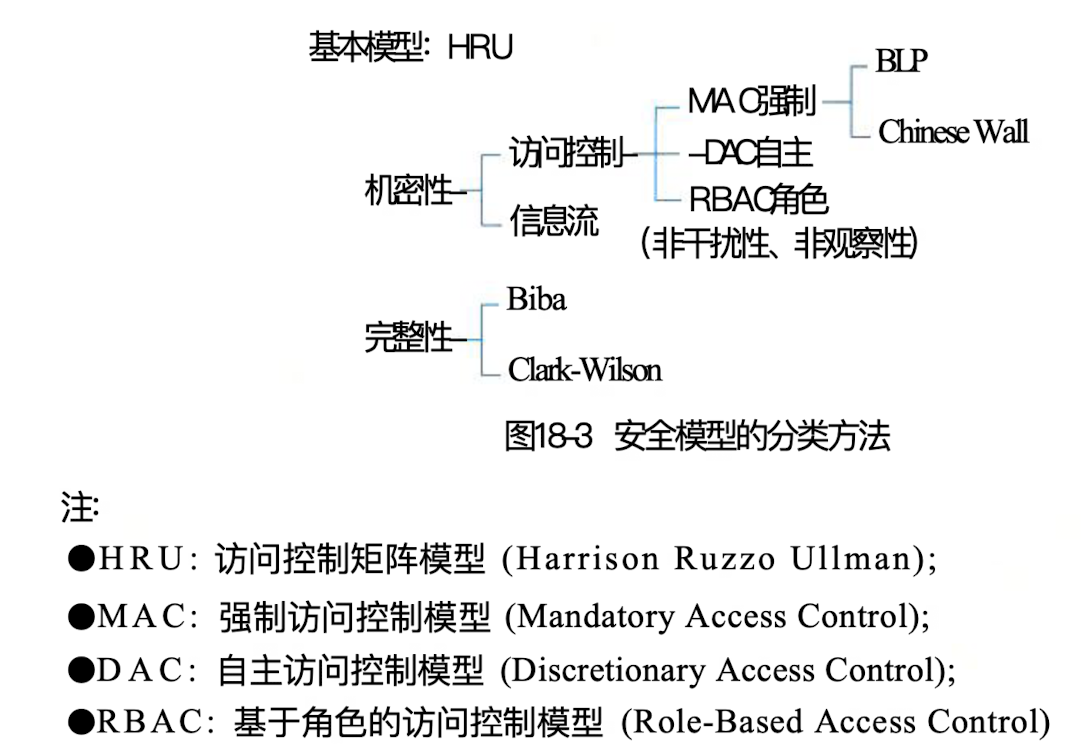 基本模型: HRU
BLP
MAC强制
Chinese Wall
访问控制
DAC自主
机密性
RBAC角色
信息流
(非干扰性、非观察性)
Biba
完整性
Clark-Wilson
图18-3 安全模型的分类方法
注:
●HRU: 访问控制矩阵模型 (Harrison Ruzzo Ullman);
●MAC: 强制访问控制模型 (Mandatory Access Control);
●DAC: 自主访问控制模型 (Discretionary Access Control);
●RBAC: 基于角色的访问控制模型 (Role-Based Access Control)